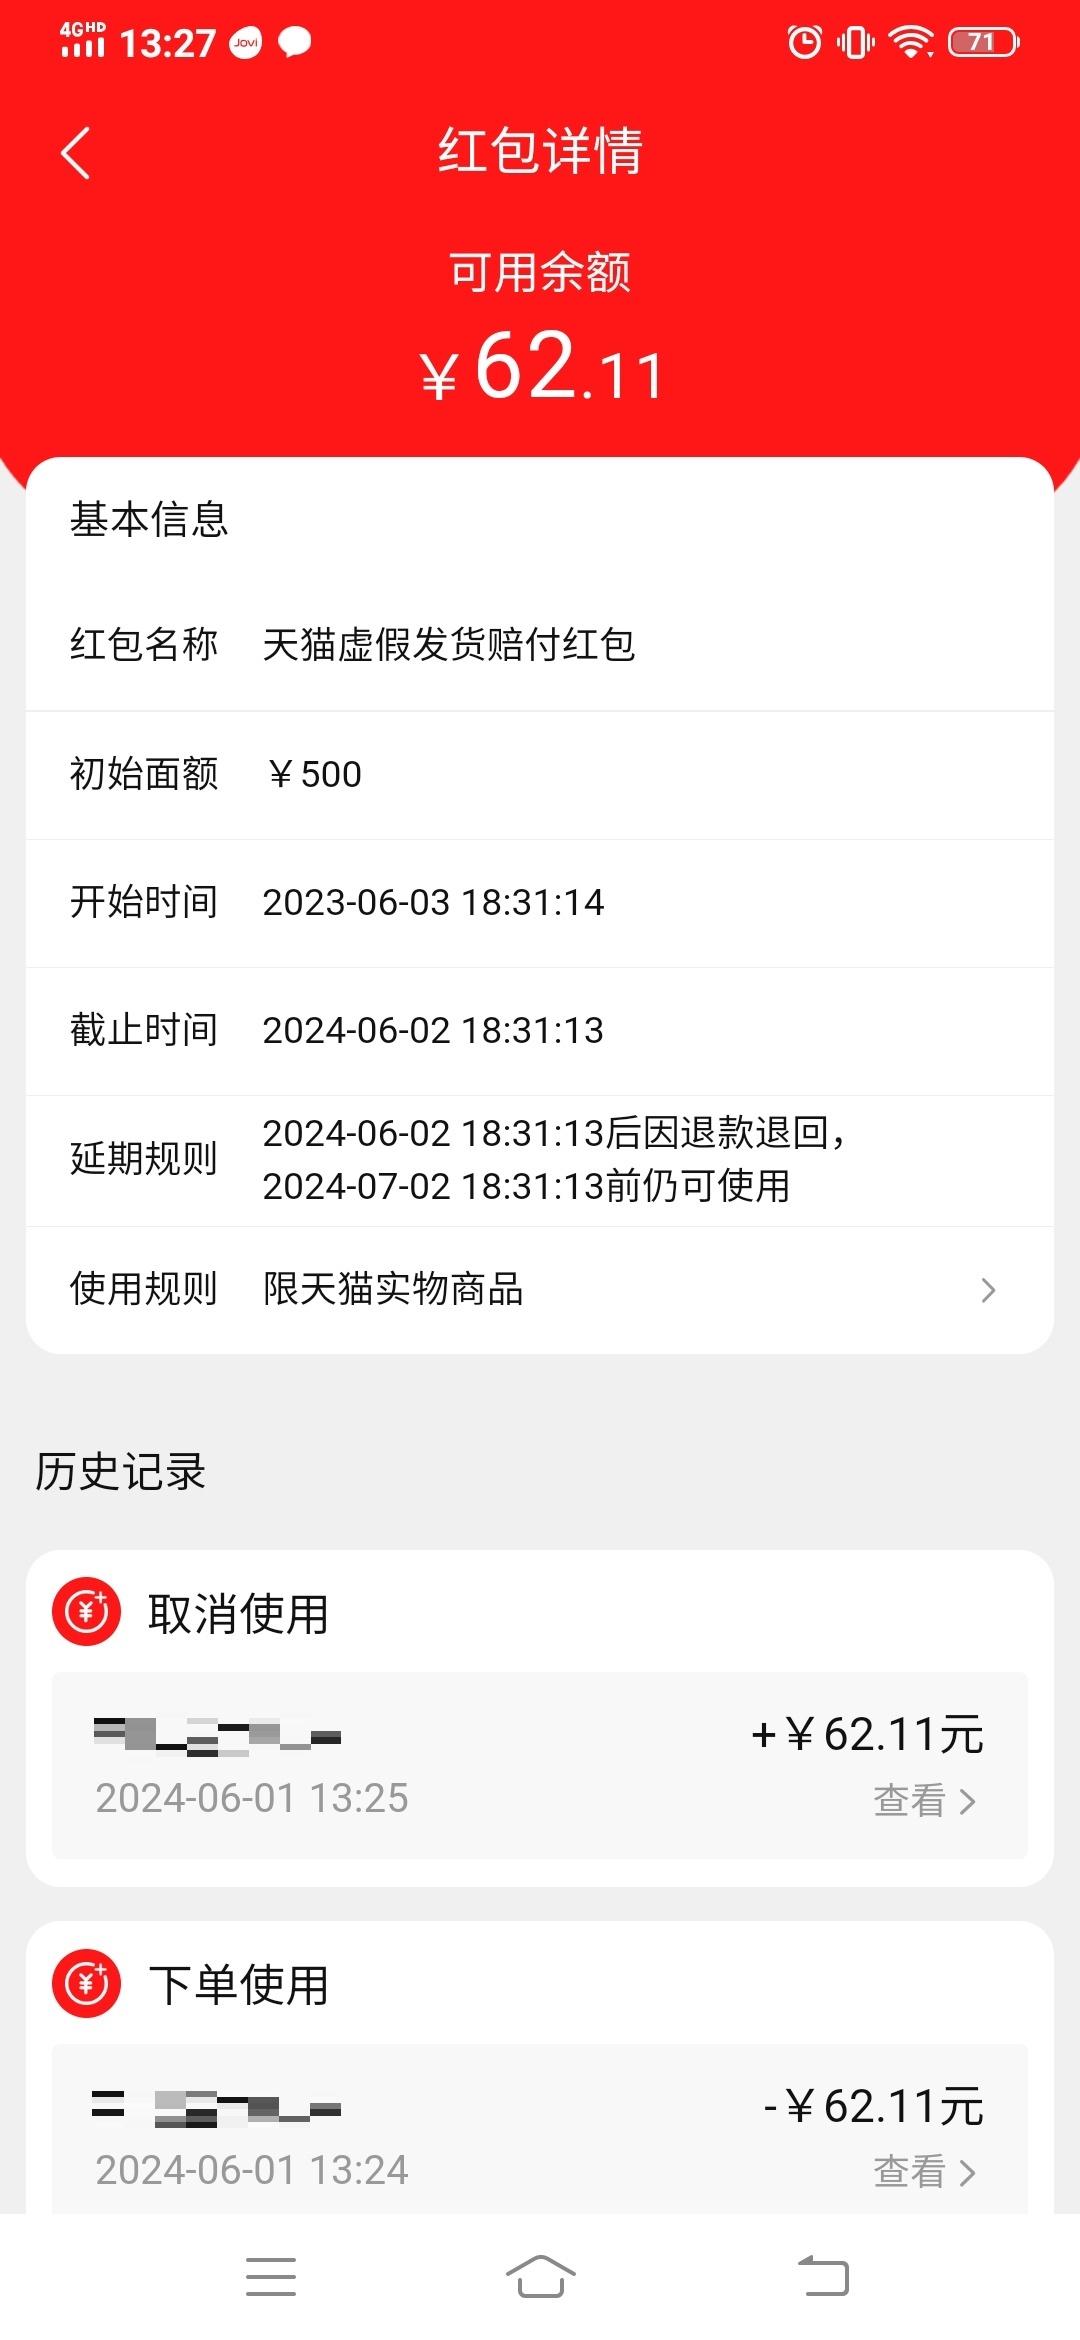 4G HD 13:27 Jovi 71
红包详情
可用余额
￥62.11
基本信息
红包名称 天猫虚假发货赔付红包
初始面额 ￥500
开始时间 2023-06-03 18:31:14
截止时间 2024-06-02 18:31:13
延期规则 2024-06-02 18:31:13后因退款退回，
2024-07-02 18:31:13前仍可使用
使用规则 限天猫实物商品
历史记录
取消使用
+￥62.11元
2024-06-01 13:25 查看
下单使用
-￥62.11元
2024-06-01 13:24 查看